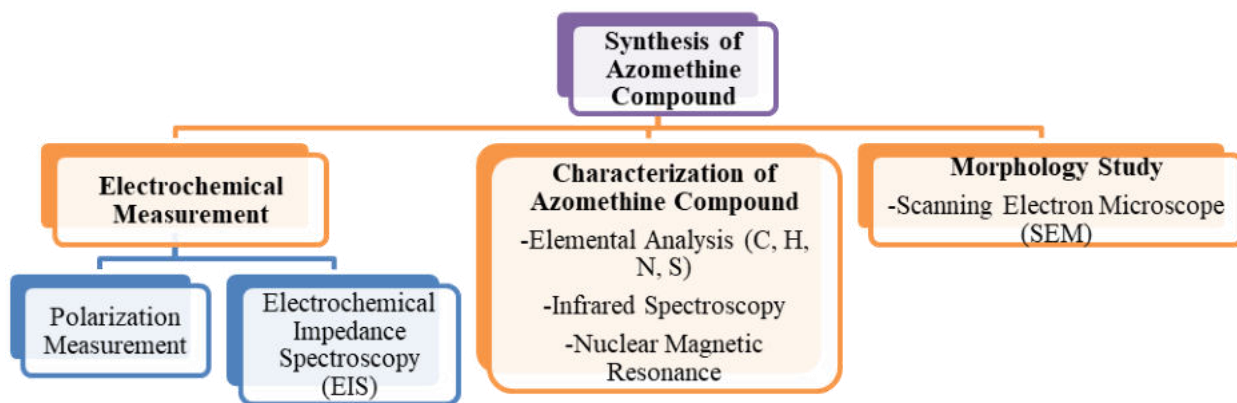 Synthesis of
Azomethine
Compound
Electrochemical
Measurement
Polarization
Measurement
Electrochemical
Impedance
Spectroscopy
(EIS)
Characterization of
Azomethine Compound
-Elemental Analysis (C, H,
N, S)
-Infrared Spectroscopy
-Nuclear Magnetic
Resonance
Morphology Study
-Scanning Electron Microscope
(SEM)